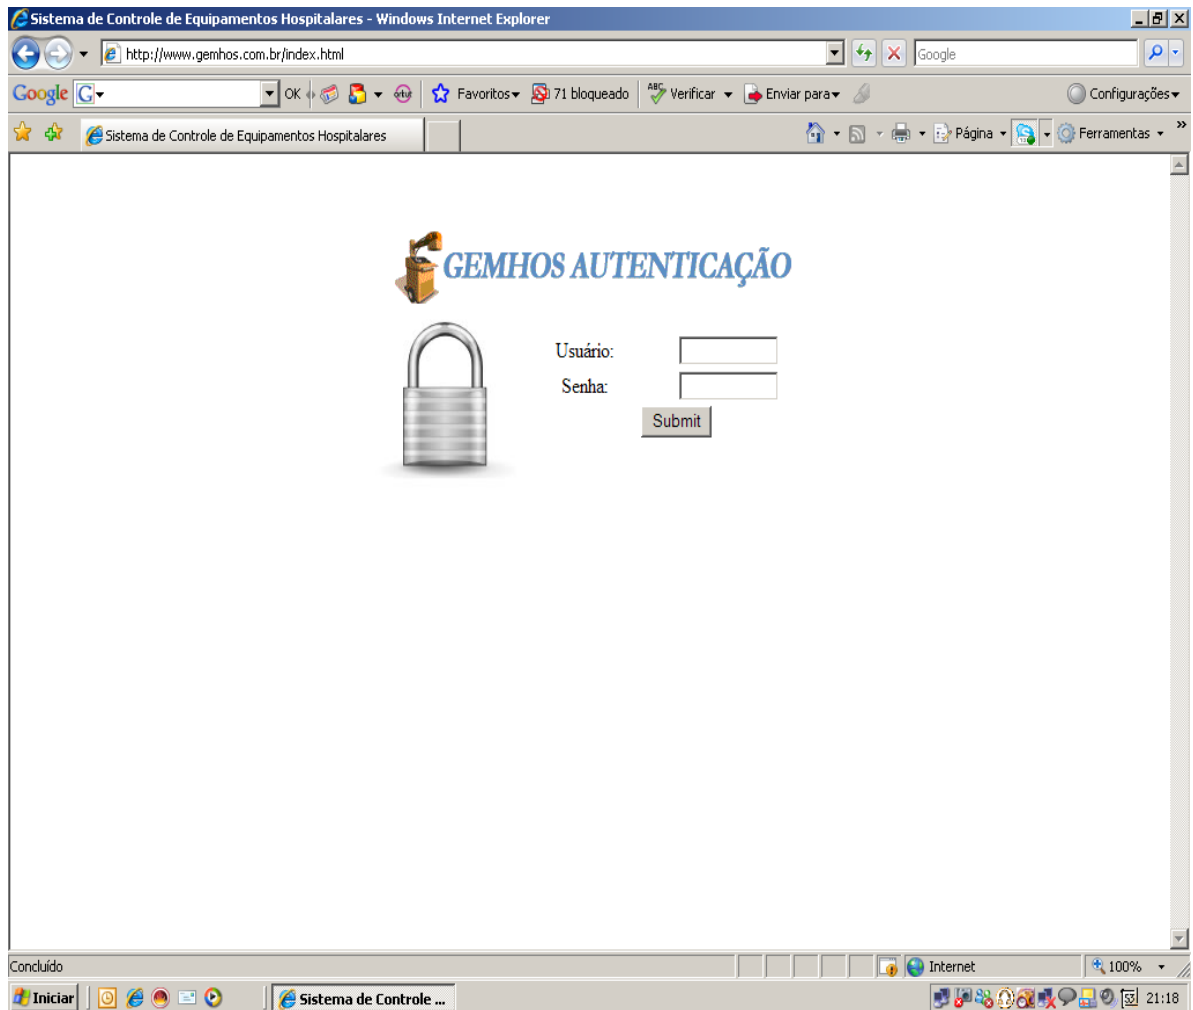 Sistema de Controle de Equipamentos Hospitalares - Windows Internet Explorer
http://www.gemhos.com.br/index.html
Google
Google G OK orkut Favoritos 71 bloqueado ABC Verificar Enviar para Configurações
Sistema de Controle de Equipamentos Hospitalares Página Ferramentas »
GEMHOS AUTENTICAÇÃO
Usuário:
Senha:
Submit
Concluído Internet 100%
Iniciar Sistema de Controle ... 21:18